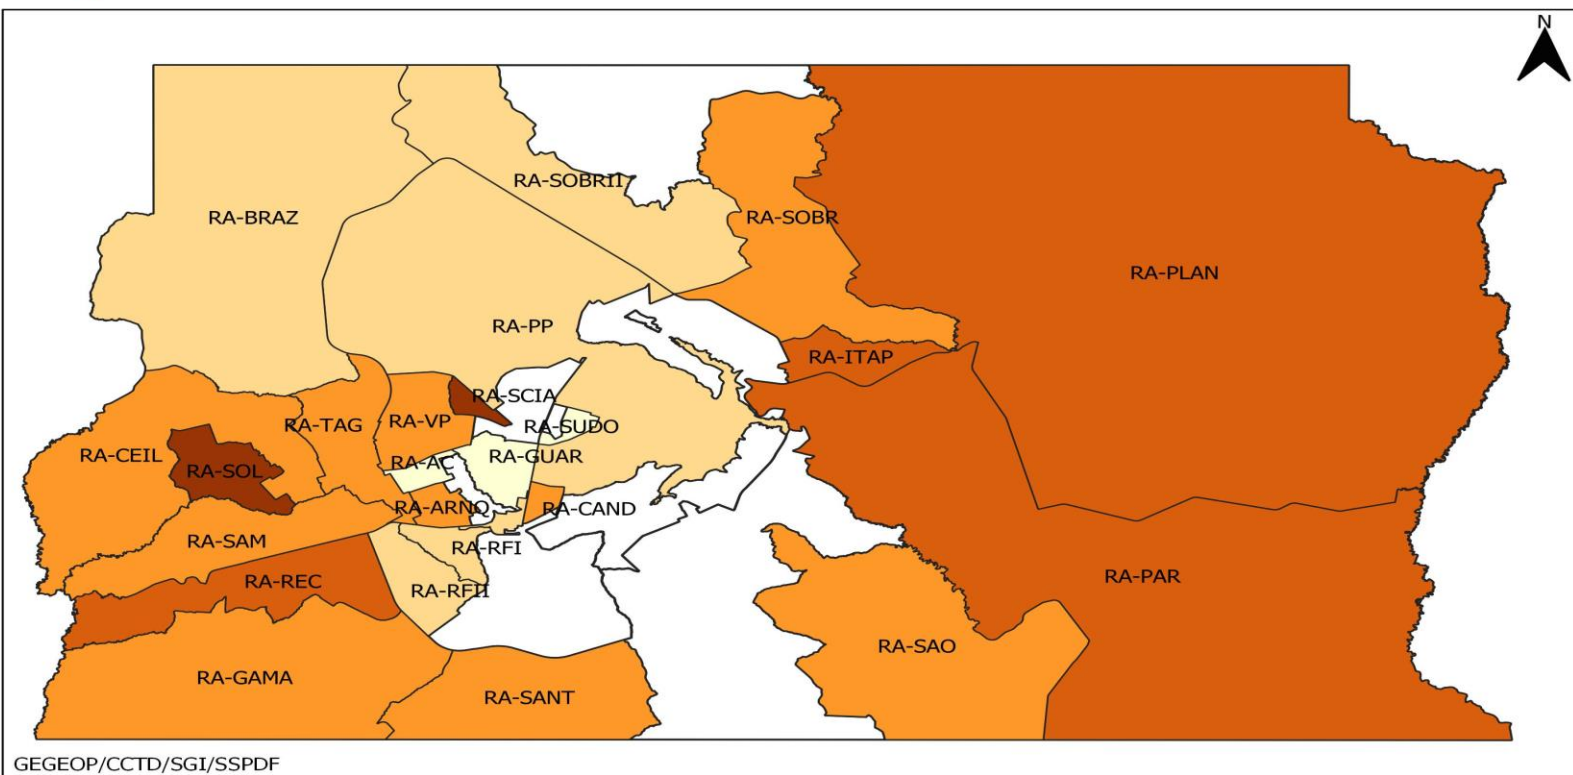 N
RA-SOBRII
RA-BRAZ
RA-SOBR
RA-PLAN
RA-PP
RA-ITAP
RA-SCIA
RA-TAG
RA-VP
RA-SUDO
RA-CEIL
RA-SOL
RA-AC
RA-GUAR
RA-ARNO
RA-CAND
RA-SAM
RA-RFI
RA-REC
RA-RFII
RA-PAR
RA-SAO
RA-GAMA
RA-SANT
GEGEOP/CCTD/SGI/SSPDF